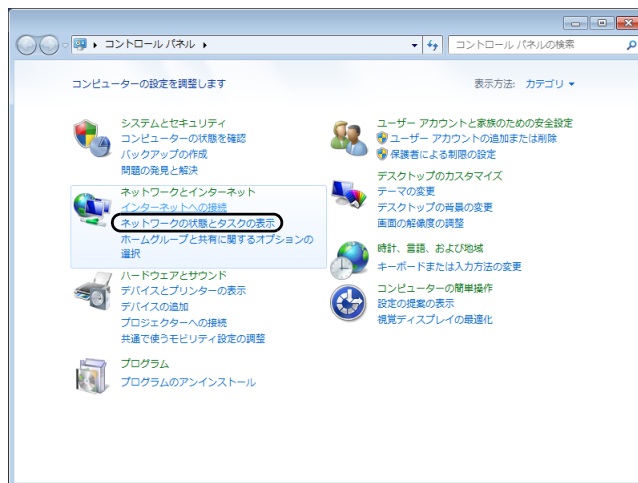 コントロール パネル
コントロール パネルの検索
コンピューターの設定を調整します
表示方法: カテゴリ
システムとセキュリティ
コンピューターの状態を確認
バックアップの作成
問題の発見と解決
ネットワークとインターネット
インターネットへの接続
ネットワークの状態とタスクの表示
ホームグループと共有に関するオプションの
選択
ハードウェアとサウンド
デバイスとプリンターの表示
デバイスの追加
プロジェクターへの接続
共通で使うモビリティ設定の調整
プログラム
プログラムのアンインストール
ユーザー アカウントと家族のための安全設定
ユーザー アカウントの追加または削除
保護者による制限の設定
デスクトップのカスタマイズ
テーマの変更
デスクトップの背景の変更
画面の解像度の調整
時計、言語、および地域
キーボードまたは入力方法の変更
コンピューターの簡単操作
設定の提案の表示
視覚ディスプレイの最適化